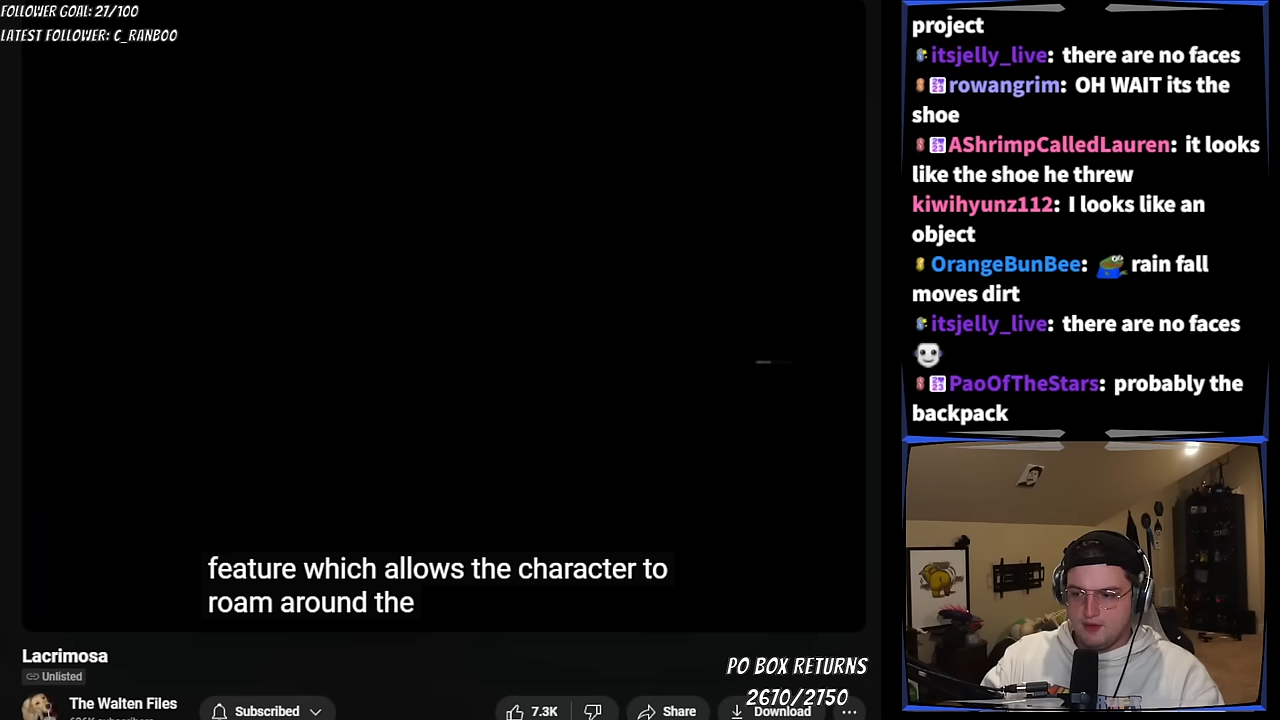 FOLLOWER GOAL: 27/100
LATEST FOLLOWER: C_RANBOO
feature which allows the character to
roam around the
Lacrimosa
Unlisted
The Walten Files
Subscribed
7.3K
Share
Download
PO BOX RETURNS
2670/2750
project
itsjelly_live: there are no faces
rowangrim: OH WAIT its the
shoe
AShrimpCalledLauren: it looks
like the shoe he threw
kiwihyunz112: I looks like an
object
OrangeBunBee: rain fall
moves dirt
itsjelly_live: there are no faces
PaoOfTheStars: probably the
backpack